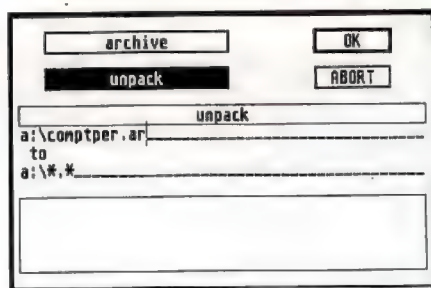 archive OK
unpack ABORT
unpack
a:\comptper.ar
to
a:\*.*